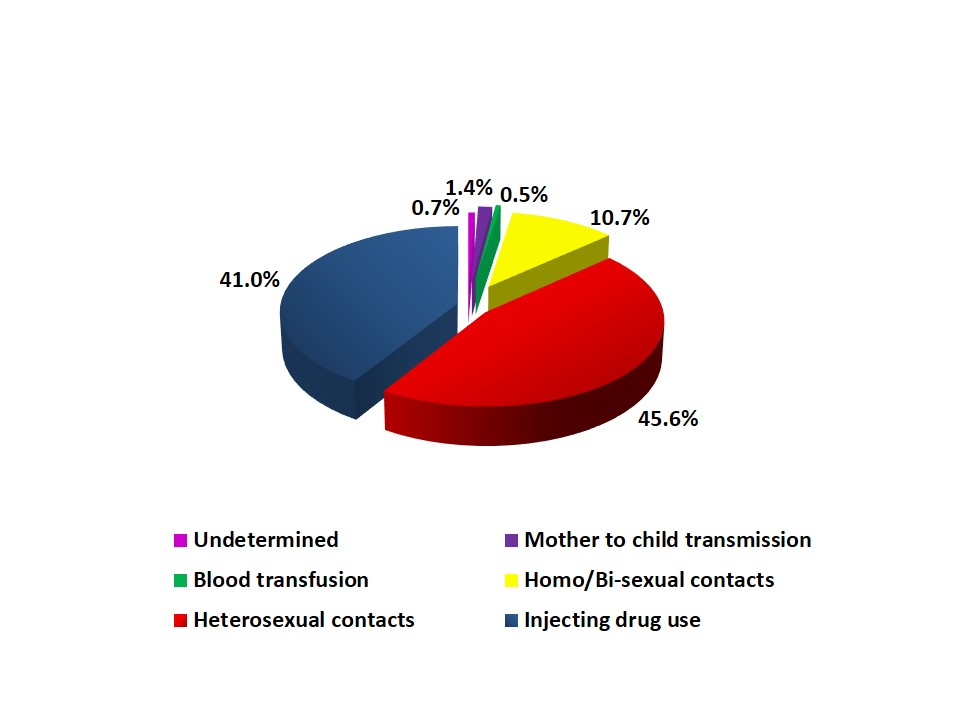 1.4%
0.5%
0.7%
10.7%
41.0%
45.6%
Undetermined
Mother to child transmission
Blood transfusion
Homo/Bi-sexual contacts
Heterosexual contacts
Injecting drug use